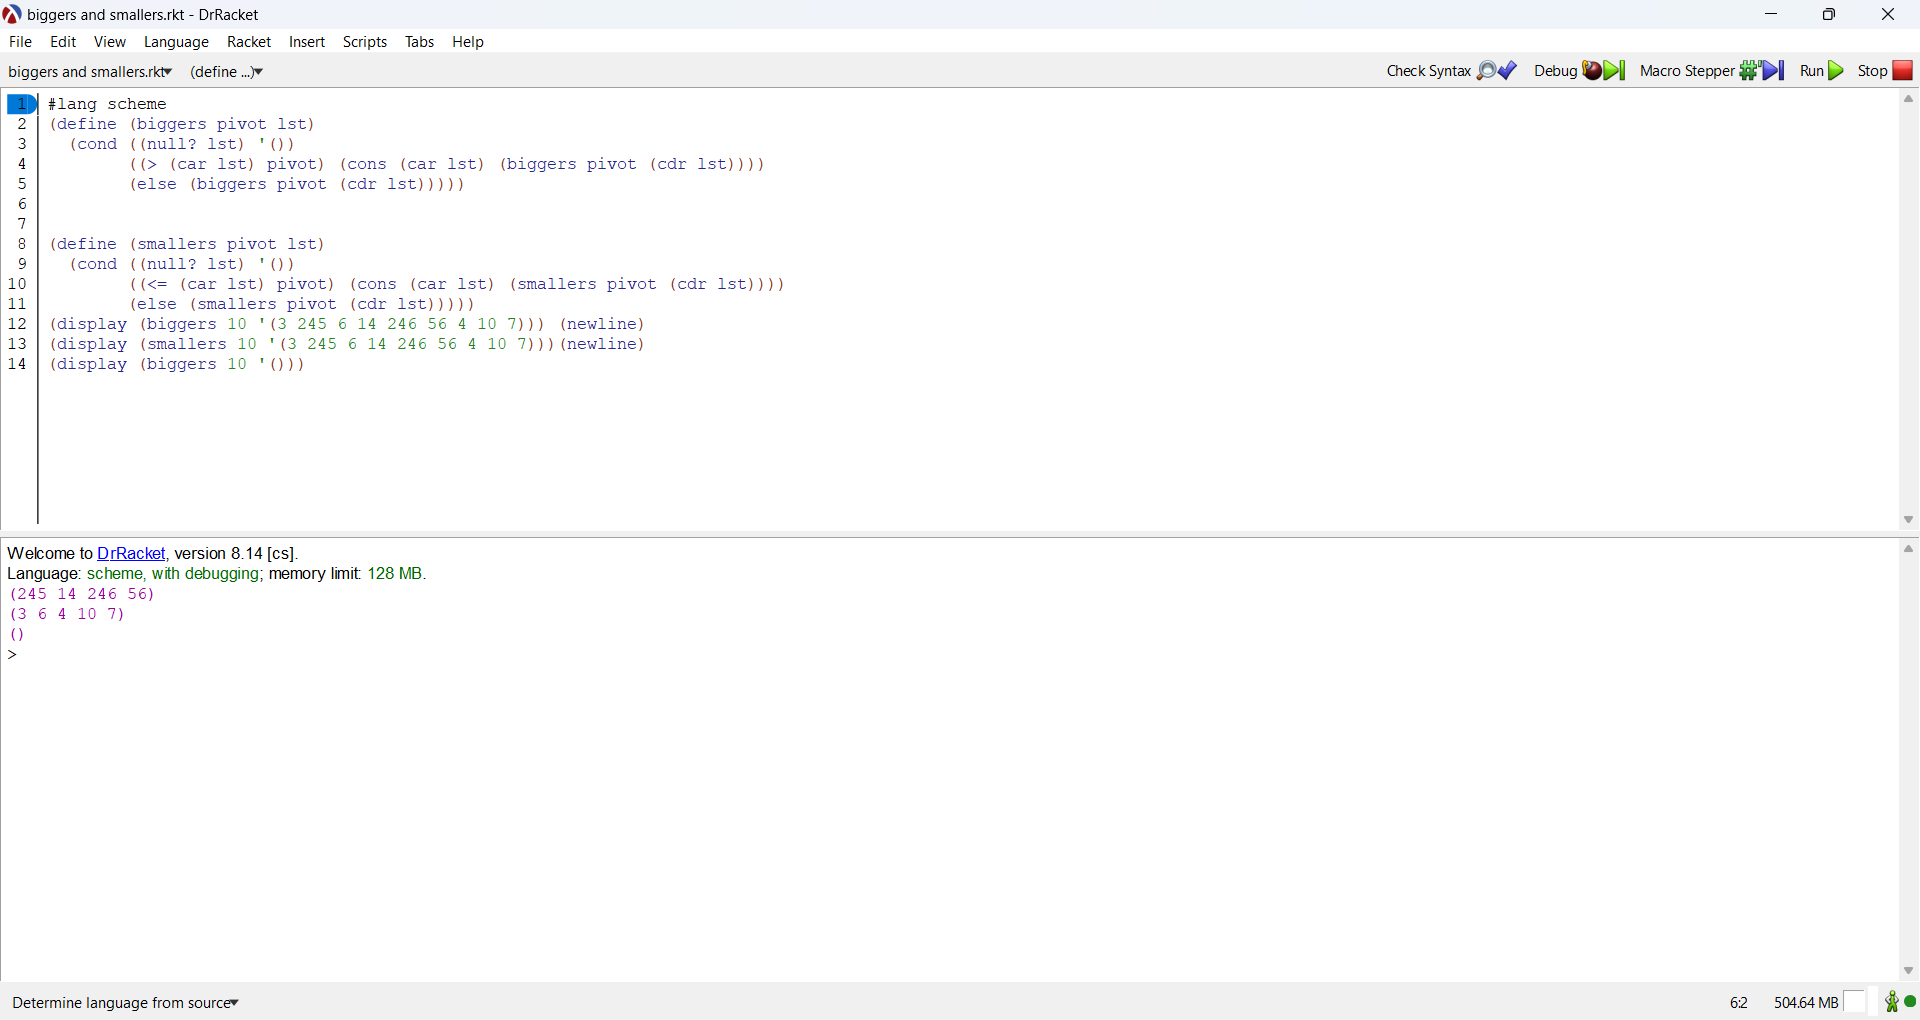 biggers and smallers.rkt - DrRacket
File Edit View Language Racket Insert Scripts Tabs Help
biggers and smallers.rkt (define ...) Check Syntax Debug Macro Stepper Run Stop
1 #lang scheme
2 (define (biggers pivot lst)
3   (cond ((null? lst) '())
4         ((> (car lst) pivot) (cons (car lst) (biggers pivot (cdr lst))))
5         (else (biggers pivot (cdr lst)))))
6
7
8 (define (smallers pivot lst)
9   (cond ((null? lst) '())
10         ((<= (car lst) pivot) (cons (car lst) (smallers pivot (cdr lst))))
11         (else (smallers pivot (cdr lst)))))
12 (display (biggers 10 '(3 245 6 14 246 56 4 10 7))) (newline)
13 (display (smallers 10 '(3 245 6 14 246 56 4 10 7)))(newline)
14 (display (biggers 10 '()))
Welcome to DrRacket, version 8.14 [cs].
Language: scheme, with debugging; memory limit: 128 MB.
(245 14 246 56)
(3 6 4 10 7)
()
>
Determine language from source 6:2 504.64 MB